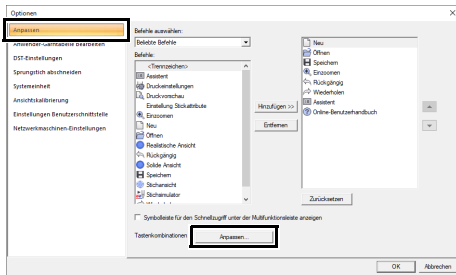 Optionen
Anpassen
Anwender-Garntabelle bearbeiten
DST-Einstellungen
Sprungstich abschneiden
Systemeinheit
Ansichtskalibrierung
Einstellungen Benutzerschnittstelle
Netzwerkmaschinen-Einstellungen
Befehle auswählen:
Beliebte Befehle
Befehle:
<Trennzeichen>
Assistent
Druckeinstellungen
Druckvorschau
Einstellung Stickattribute
Einzoomen
Neu
Öffnen
Realistische Ansicht
Rückgängig
Solide Ansicht
Speichern
Stichansicht
Stichsimulator
Hinzufügen >>
Entfernen
Neu
Öffnen
Speichern
Einzoomen
Rückgängig
Wiederholen
Assistent
Online-Benutzerhandbuch
Zurücksetzen
Symbolleiste für den Schnellzugriff unter der Multifunktionsleiste anzeigen
Tastenkombinationen
Anpassen...
OK
Abbrechen